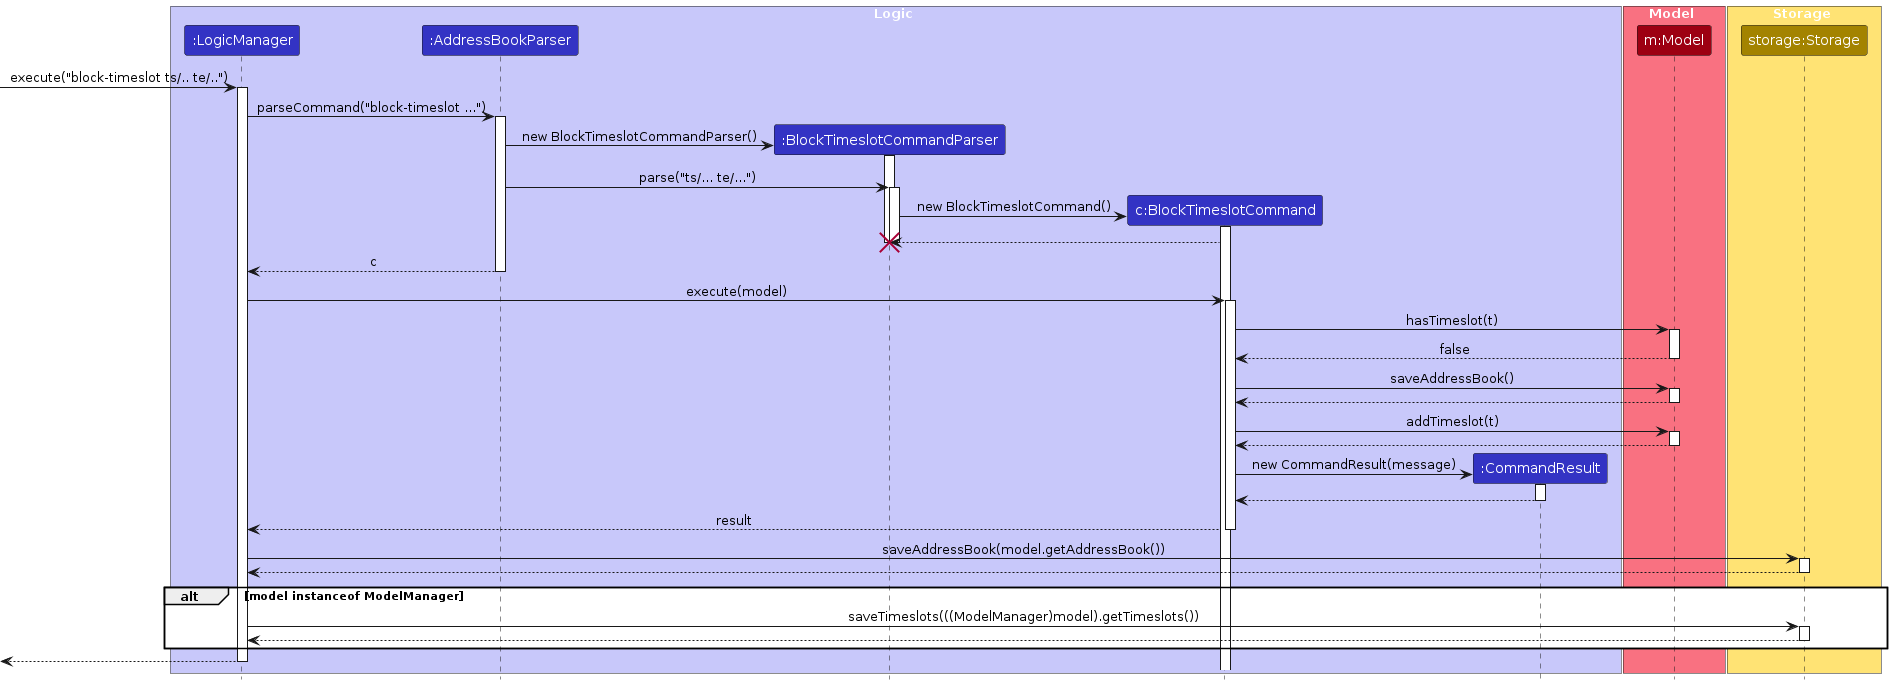 Logic
Model
Storage
:LogicManager
:AddressBookParser
m:Model
storage:Storage
execute("block-timeslot ts/.. te/..")
parseCommand("block-timeslot ...")
new BlockTimeslotCommandParser()
:BlockTimeslotCommandParser
parse("ts/... te/...")
new BlockTimeslotCommand()
c:BlockTimeslotCommand
c
execute(model)
hasTimeslot(t)
false
saveAddressBook()
addTimeslot(t)
new CommandResult(message)
:CommandResult
result
saveAddressBook(model.getAddressBook())
alt
[model instanceof ModelManager]
saveTimeslots(((ModelManager)model).getTimeslots())